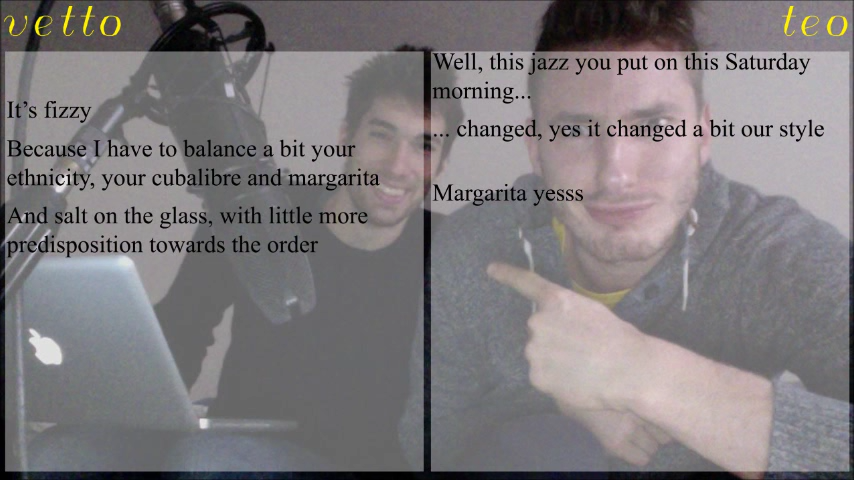 vetto
teo
Well, this jazz you put on this Saturday
morning...
It's fizzy
... changed, yes it changed a bit our style
Because I have to balance a bit your
ethnicity, your cubalibre and margarita
Margarita yesss
And salt on the glass, with little more
predisposition towards the order